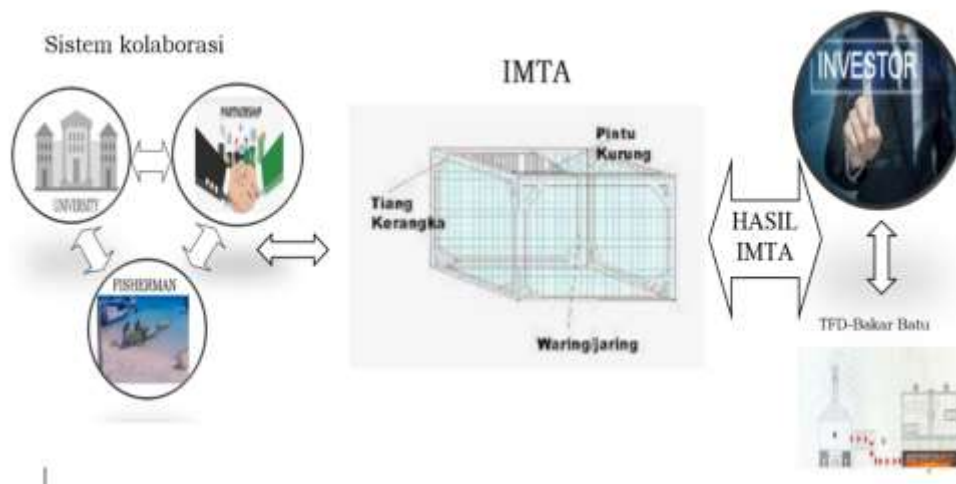 Sistem kolaborasi
UNIVERSITY
PARTNERSHIP
FISHERMAN
IMTA
Pintu
Kurung
Tiang
Kerangka
Waring/jaring
HASIL
IMTA
INVESTOR
TFD-Bakar Batu